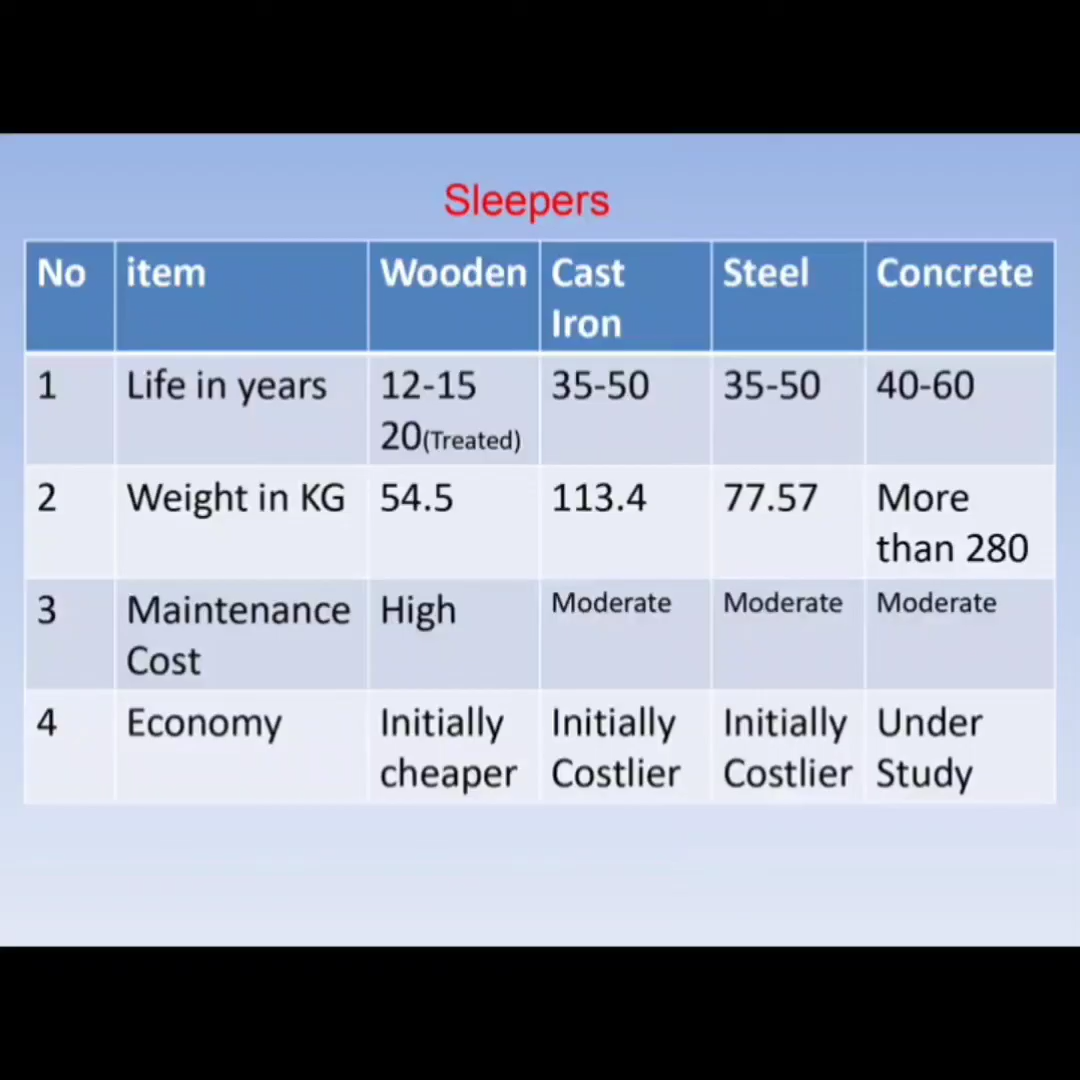 Sleepers
No item Wooden Cast Iron Steel Concrete
1 Life in years 12-15 20(Treated) 35-50 35-50 40-60
2 Weight in KG 54.5 113.4 77.57 More than 280
3 Maintenance Cost High Moderate Moderate Moderate
4 Economy Initially cheaper Initially Costlier Initially Costlier Under Study